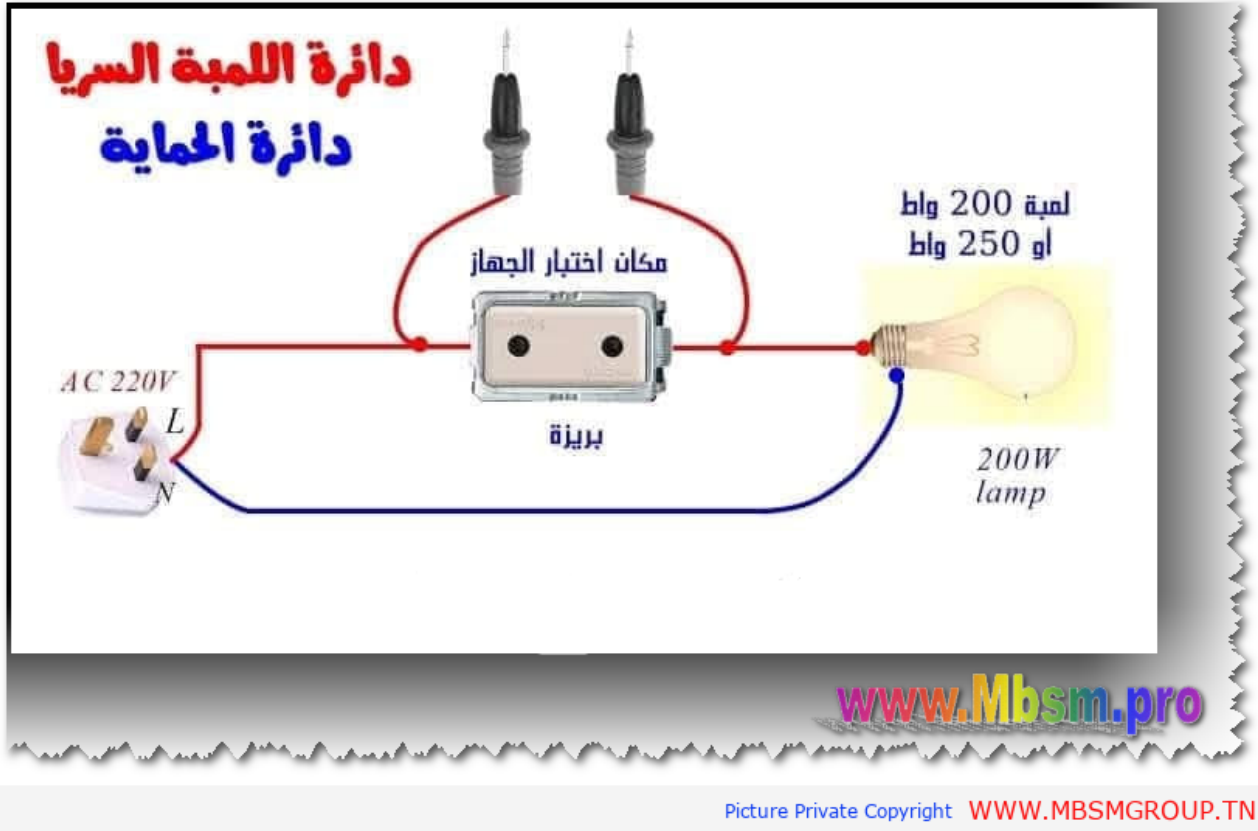 دائرة اللمبة السريا
دائرة الحماية
لمبة 200 واط
او 250 واط
مكان اختبار الجهاز
AC 220V
L
N
بريزة
200W
lamp
www.Mbsm.pro
Picture Private Copyright WWW.MBSMGROUP.TN